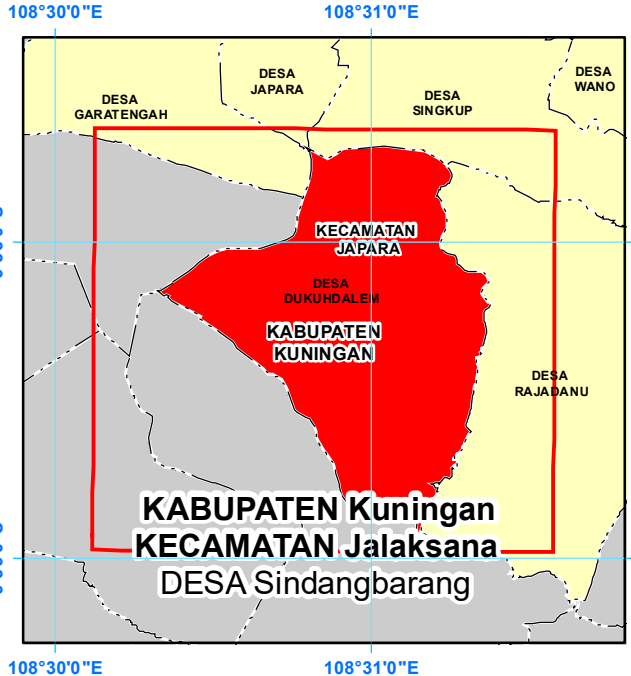 108°30'0"E 108°31'0"E
DESA
JAPARA
DESA
WANO
DESA
GARATENGAH
DESA
SINGKUP
KECAMATAN
JAPARA
DESA
DUKUHDALEM
KABUPATEN
KUNINGAN
DESA
RAJADANU
KABUPATEN Kuningan
KECAMATAN Jalaksana
DESA Sindangbarang
108°30'0"E 108°31'0"E